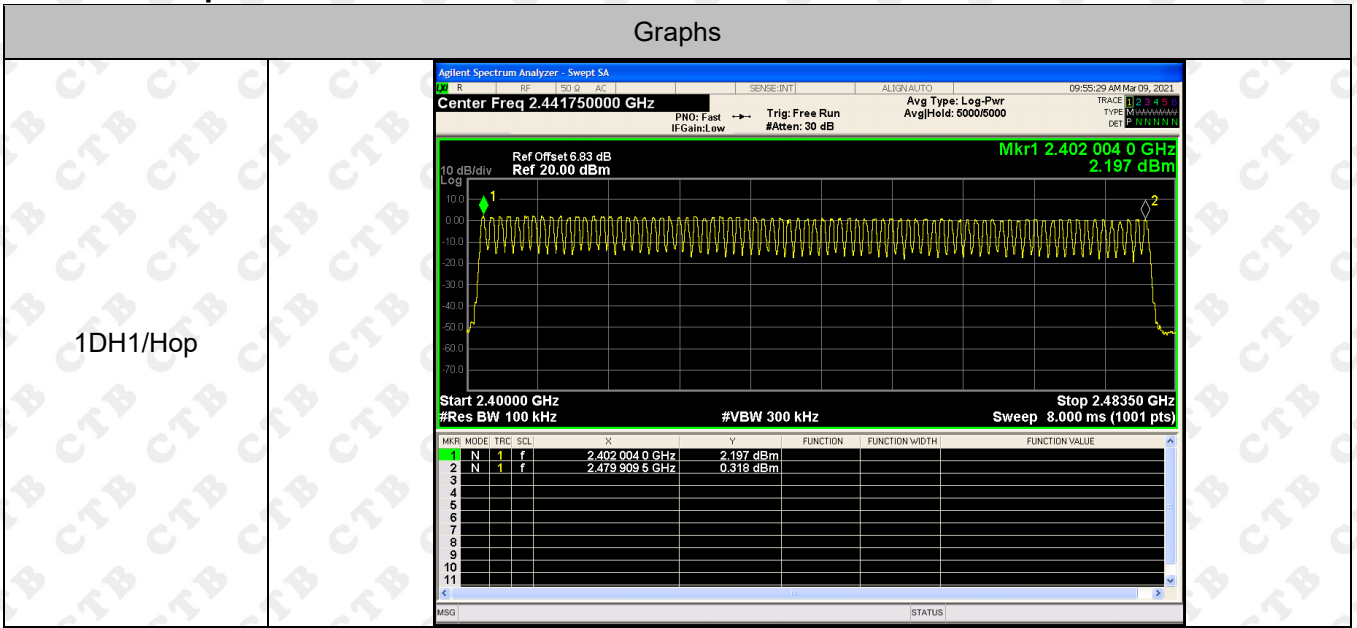 Graphs
1DH1/Hop
Agilent Spectrum Analyzer - Swept SA
LXI R RF 50 Ω AC SENSE:INT ALIGN AUTO 09:55:29 AM Mar 09, 2021
Center Freq 2.441750000 GHz
PNO: Fast
IFGain:Low
Trig: Free Run
#Atten: 30 dB
Avg Type: Log-Pwr
Avg|Hold: 5000/5000
TRACE 1 2 3 4 5 6
TYPE M WWWWW
DET P N N N N N
Mkr1 2.402 004 0 GHz
2.197 dBm
Ref Offset 6.83 dB
10 dB/div Ref 20.00 dBm
Log
1
2
10.0
0.00
-10.0
-20.0
-30.0
-40.0
-50.0
-60.0
-70.0
Start 2.40000 GHz Stop 2.48350 GHz
#Res BW 100 kHz #VBW 300 kHz Sweep 8.000 ms (1001 pts)
MKR MODE TRC SCL X Y FUNCTION FUNCTION WIDTH FUNCTION VALUE
1 N 1 f 2.402 004 0 GHz 2.197 dBm
2 N 1 f 2.479 909 5 GHz 0.318 dBm
3
4
5
6
7
8
9
10
11
MSG STATUS